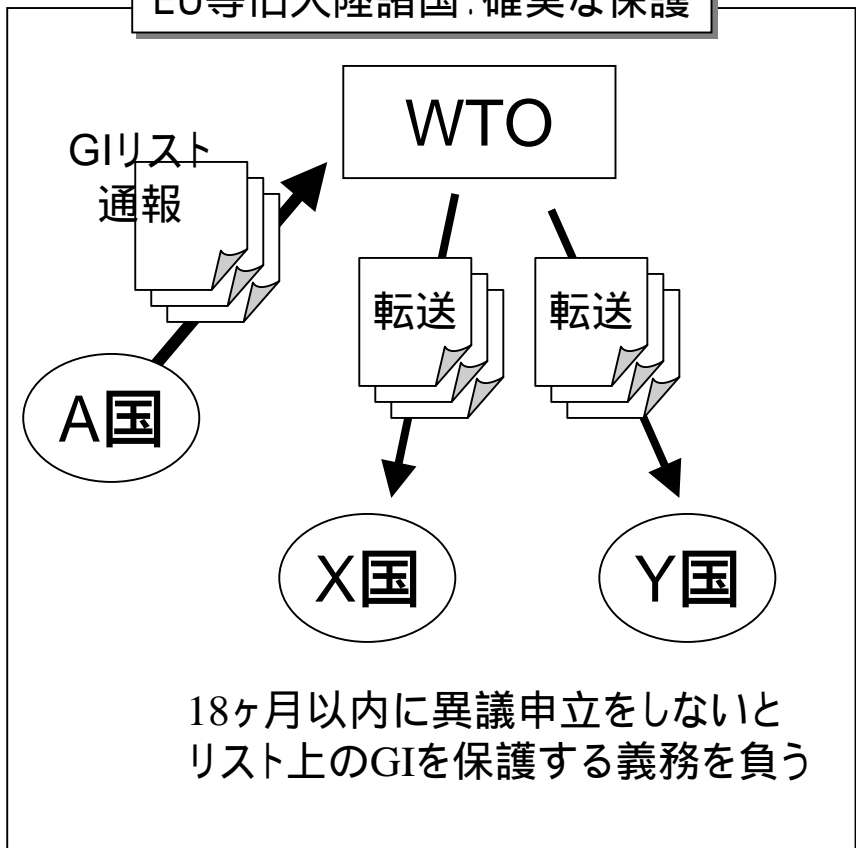 EU等旧大陸諸国：確実な保護
WTO
GIリスト
通報
転送
転送
A国
X国
Y国
18ヶ月以内に異議申立をしないと
リスト上のGIを保護する義務を負う